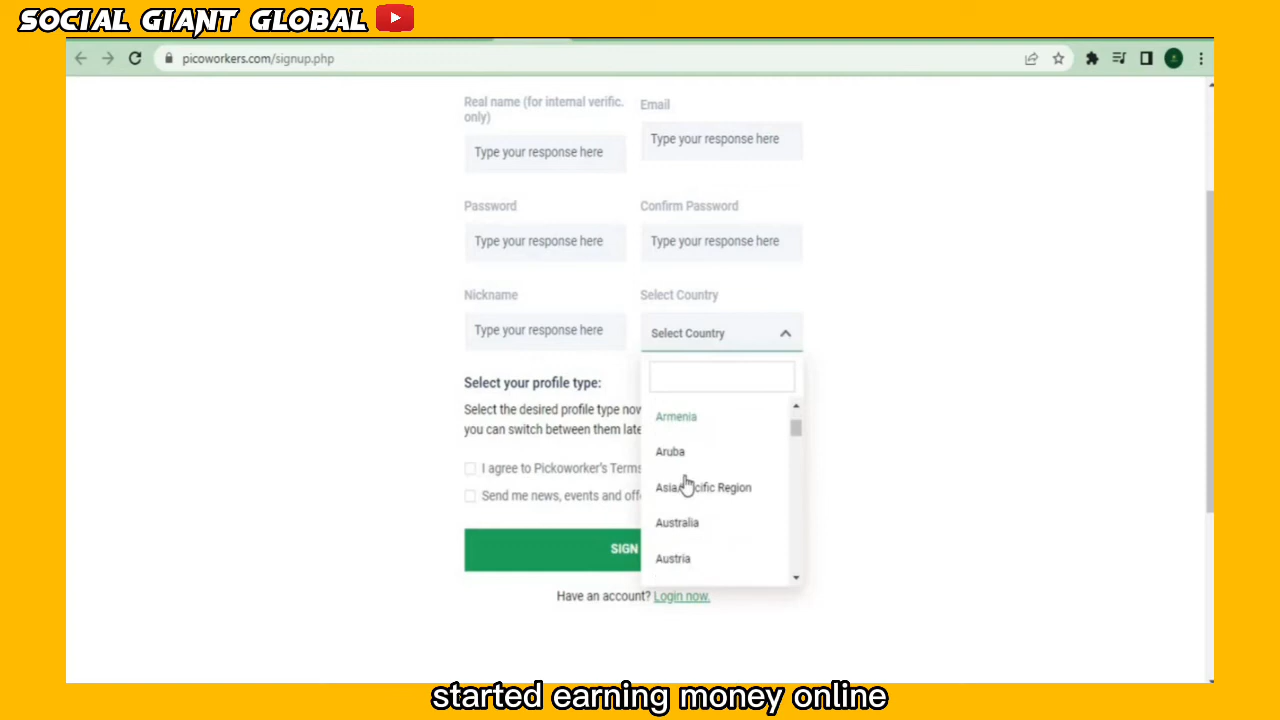 SOCIAL GIANT GLOBAL
picoworkers.com/signup.php
Real name (for internal verific.
only)
Email
Type your response here
Type your response here
Password
Confirm Password
Type your response here
Type your response here
Nickname
Select Country
Type your response here
Select Country
Select your profile type:
Select the desired profile type now
you can switch between them late
Armenia
Aruba
I agree to Pickoworker's Terms
Send me news, events and off
Region
Australia
Austria
SIGN
Have an account? Login now.
started earning money online